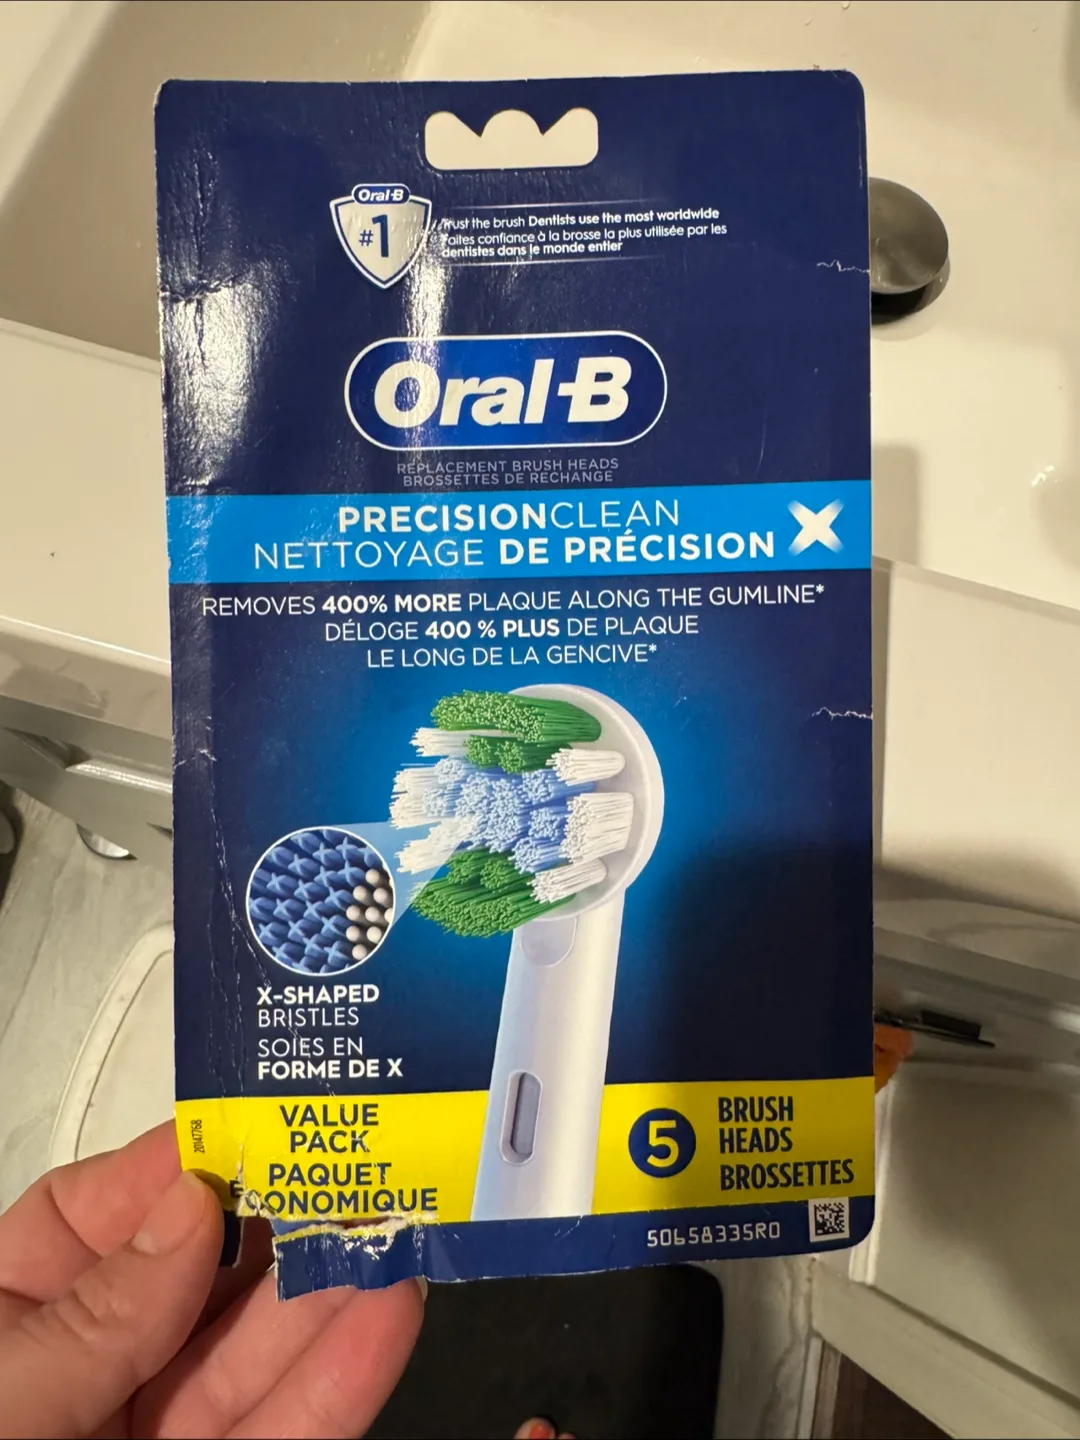 Oral-B
#1
Trust the brush Dentists use the most worldwide
Faites confiance à la brosse la plus utilisée par les
dentistes dans le monde entier
Oral-B
REPLACEMENT BRUSH HEADS
BROSSETTES DE RECHANGE
PRECISIONCLEAN
NETTOYAGE DE PRÉCISION
X
REMOVES 400% MORE PLAQUE ALONG THE GUMLINE*
DÉLOGE 400 % PLUS DE PLAQUE
LE LONG DE LA GENCIVE*
X-SHAPED
BRISTLES
SOIES EN
FORME DE X
20147768
VALUE
PACK
PAQUET
ÉCONOMIQUE
5
BRUSH
HEADS
BROSSETTES
50658335R0